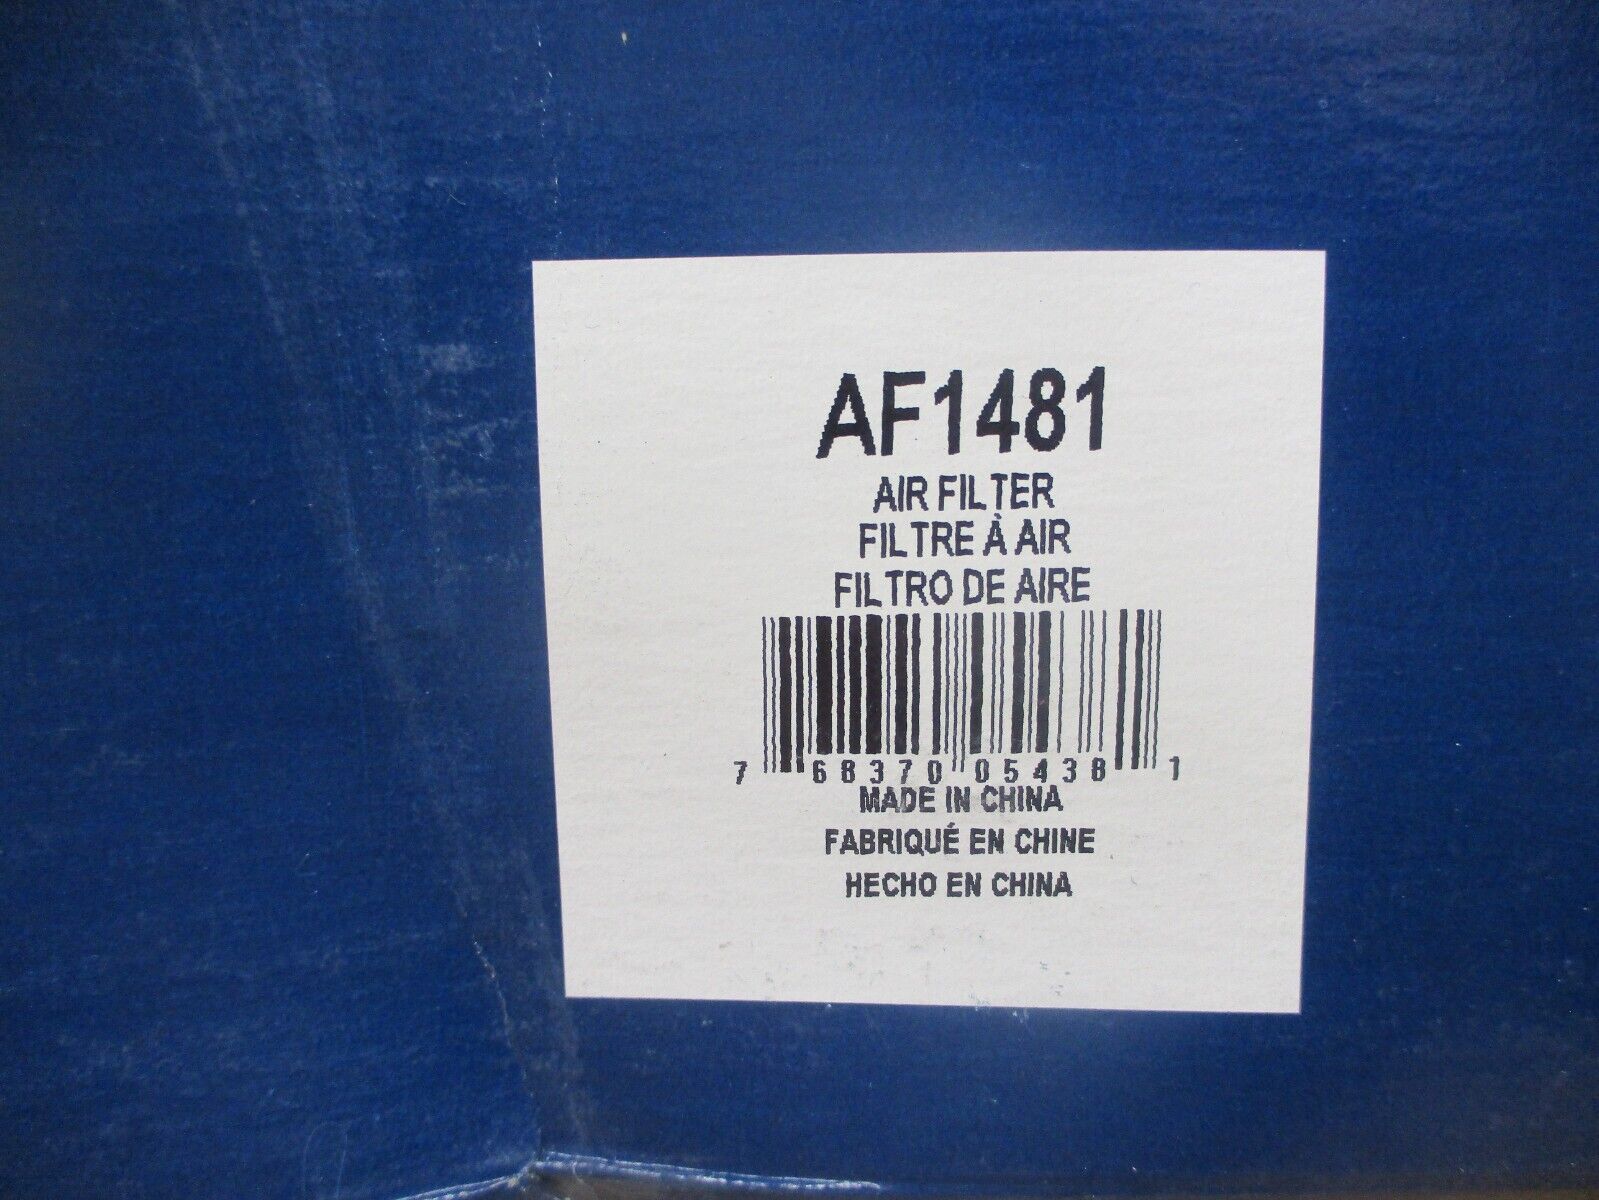 AF1481
AIR FILTER
FILTRE À AIR
FILTRO DE AIRE
7 68370 05438 1
MADE IN CHINA
FABRIQUÉ EN CHINE
HECHO EN CHINA